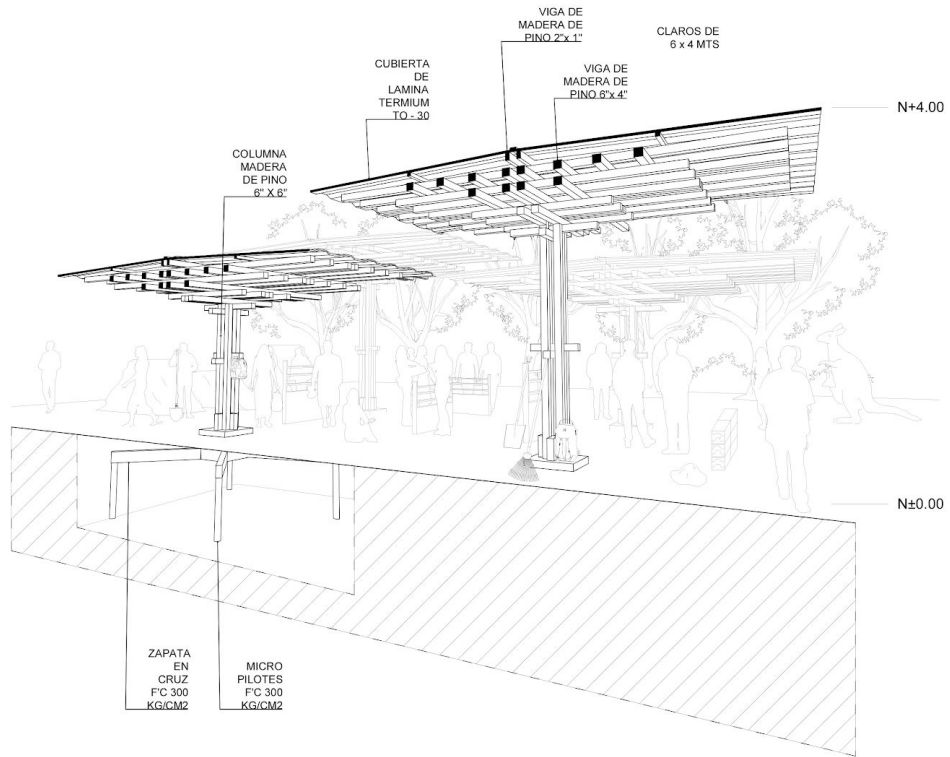 VIGA DE
MADERA DE
PINO 2"x 1"
CLAROS DE
6 x 4 MTS
VIGA DE
MADERA DE
PINO 6"x 4"
CUBIERTA
DE
LAMINA
TERMIUM
TO - 30
N+4.00
COLUMNA
MADERA
DE PINO
6" X 6"
N±0.00
ZAPATA
EN
CRUZ
F'C 300
KG/CM2
MICRO
PILOTES
F'C 300
KG/CM2